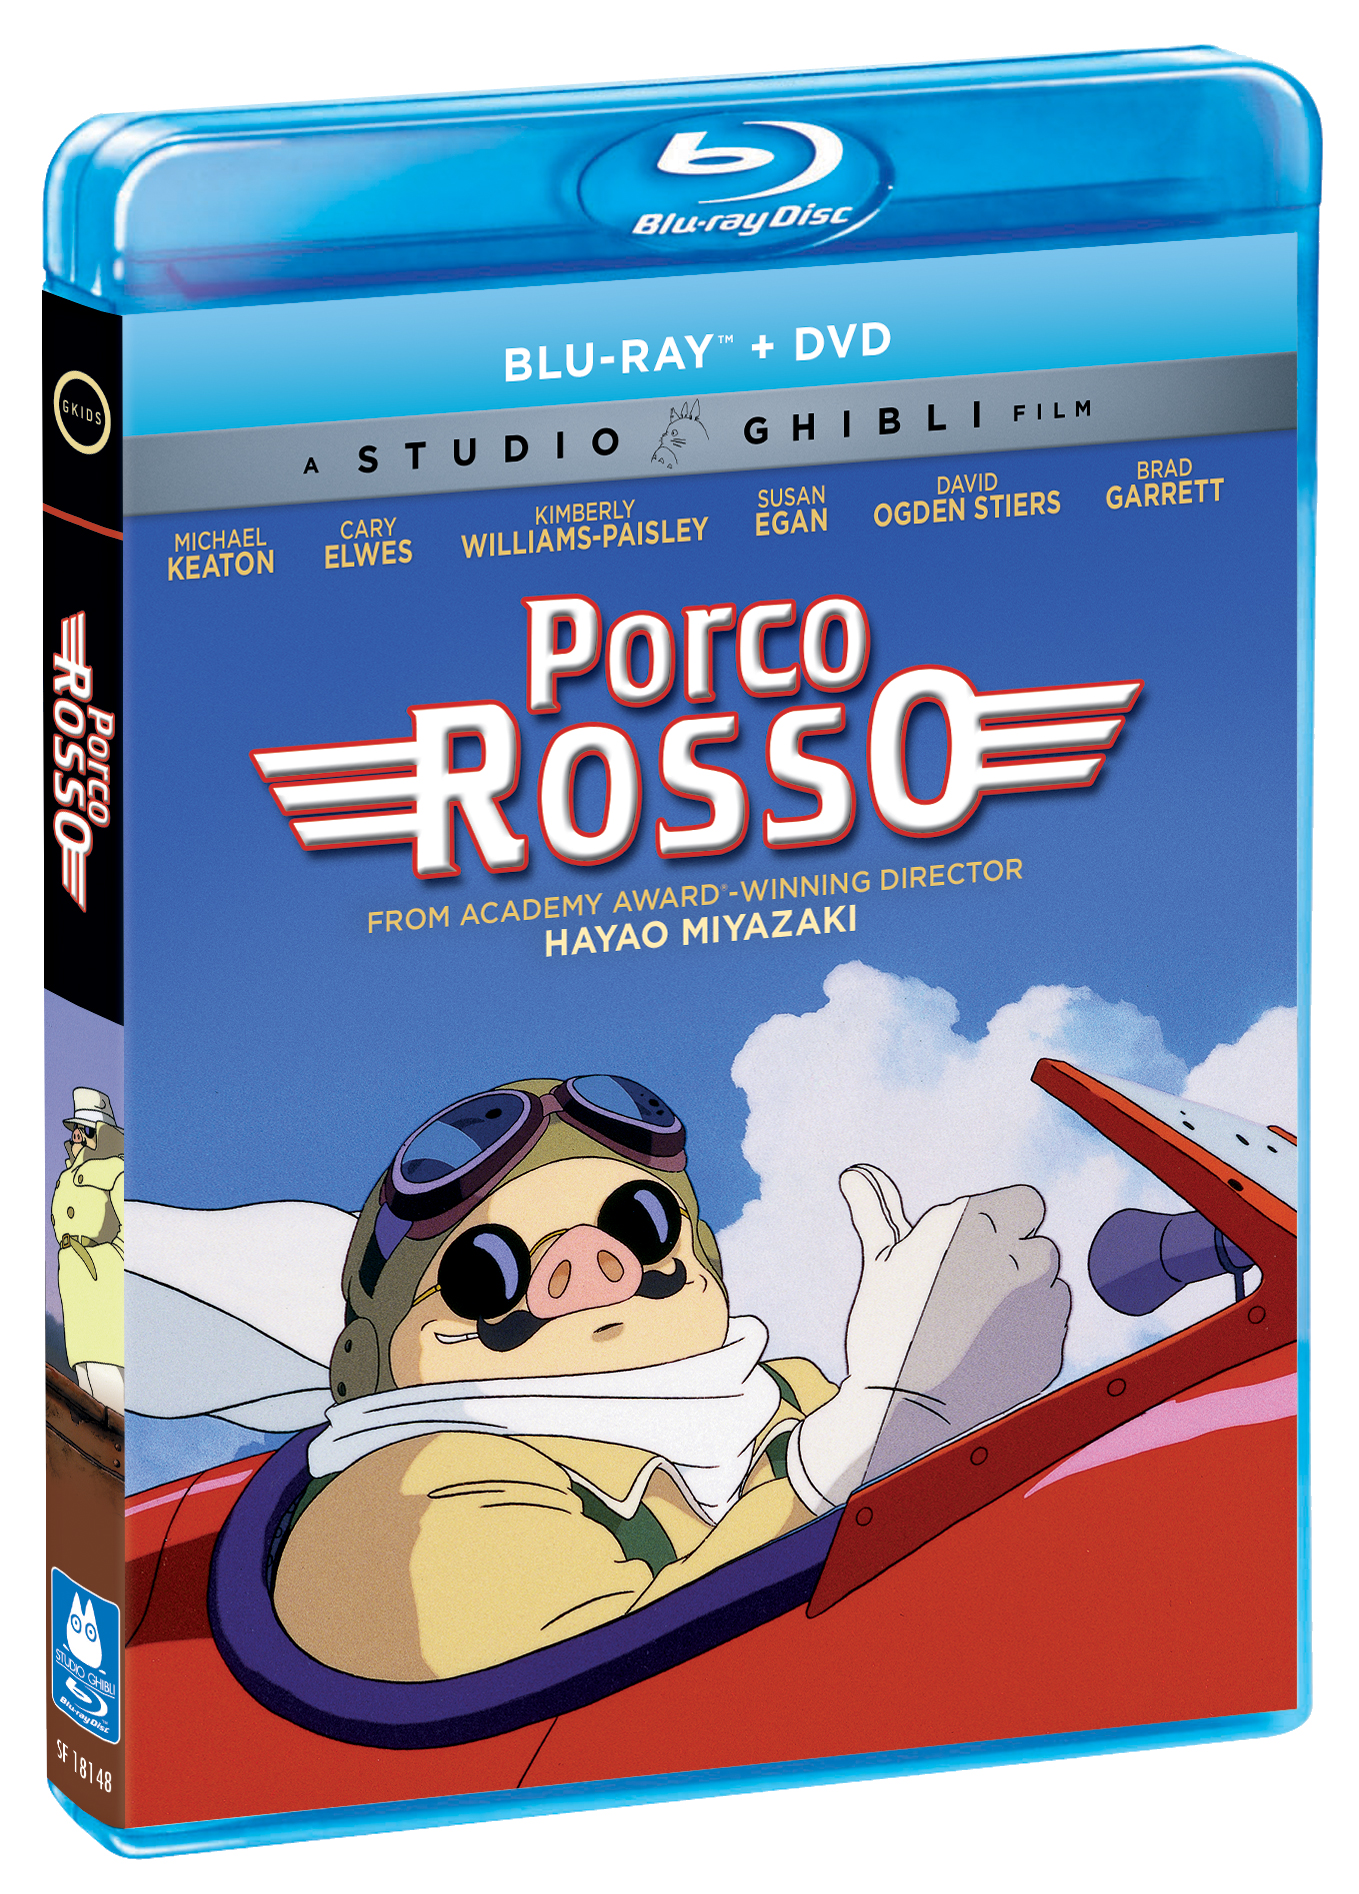 Blu-ray Disc
BLU-RAY™ + DVD
A STUDIO GHIBLI FILM
MICHAEL KEATON
CARY ELWES
KIMBERLY WILLIAMS-PAISLEY
SUSAN EGAN
DAVID OGDEN STIERS
BRAD GARRETT
PORCO
ROSSO
FROM ACADEMY AWARD®-WINNING DIRECTOR
HAYAO MIYAZAKI
GKIDS
PORCO
ROSSO
STUDIO GHIBLI
Blu-ray Disc™
SF 18148